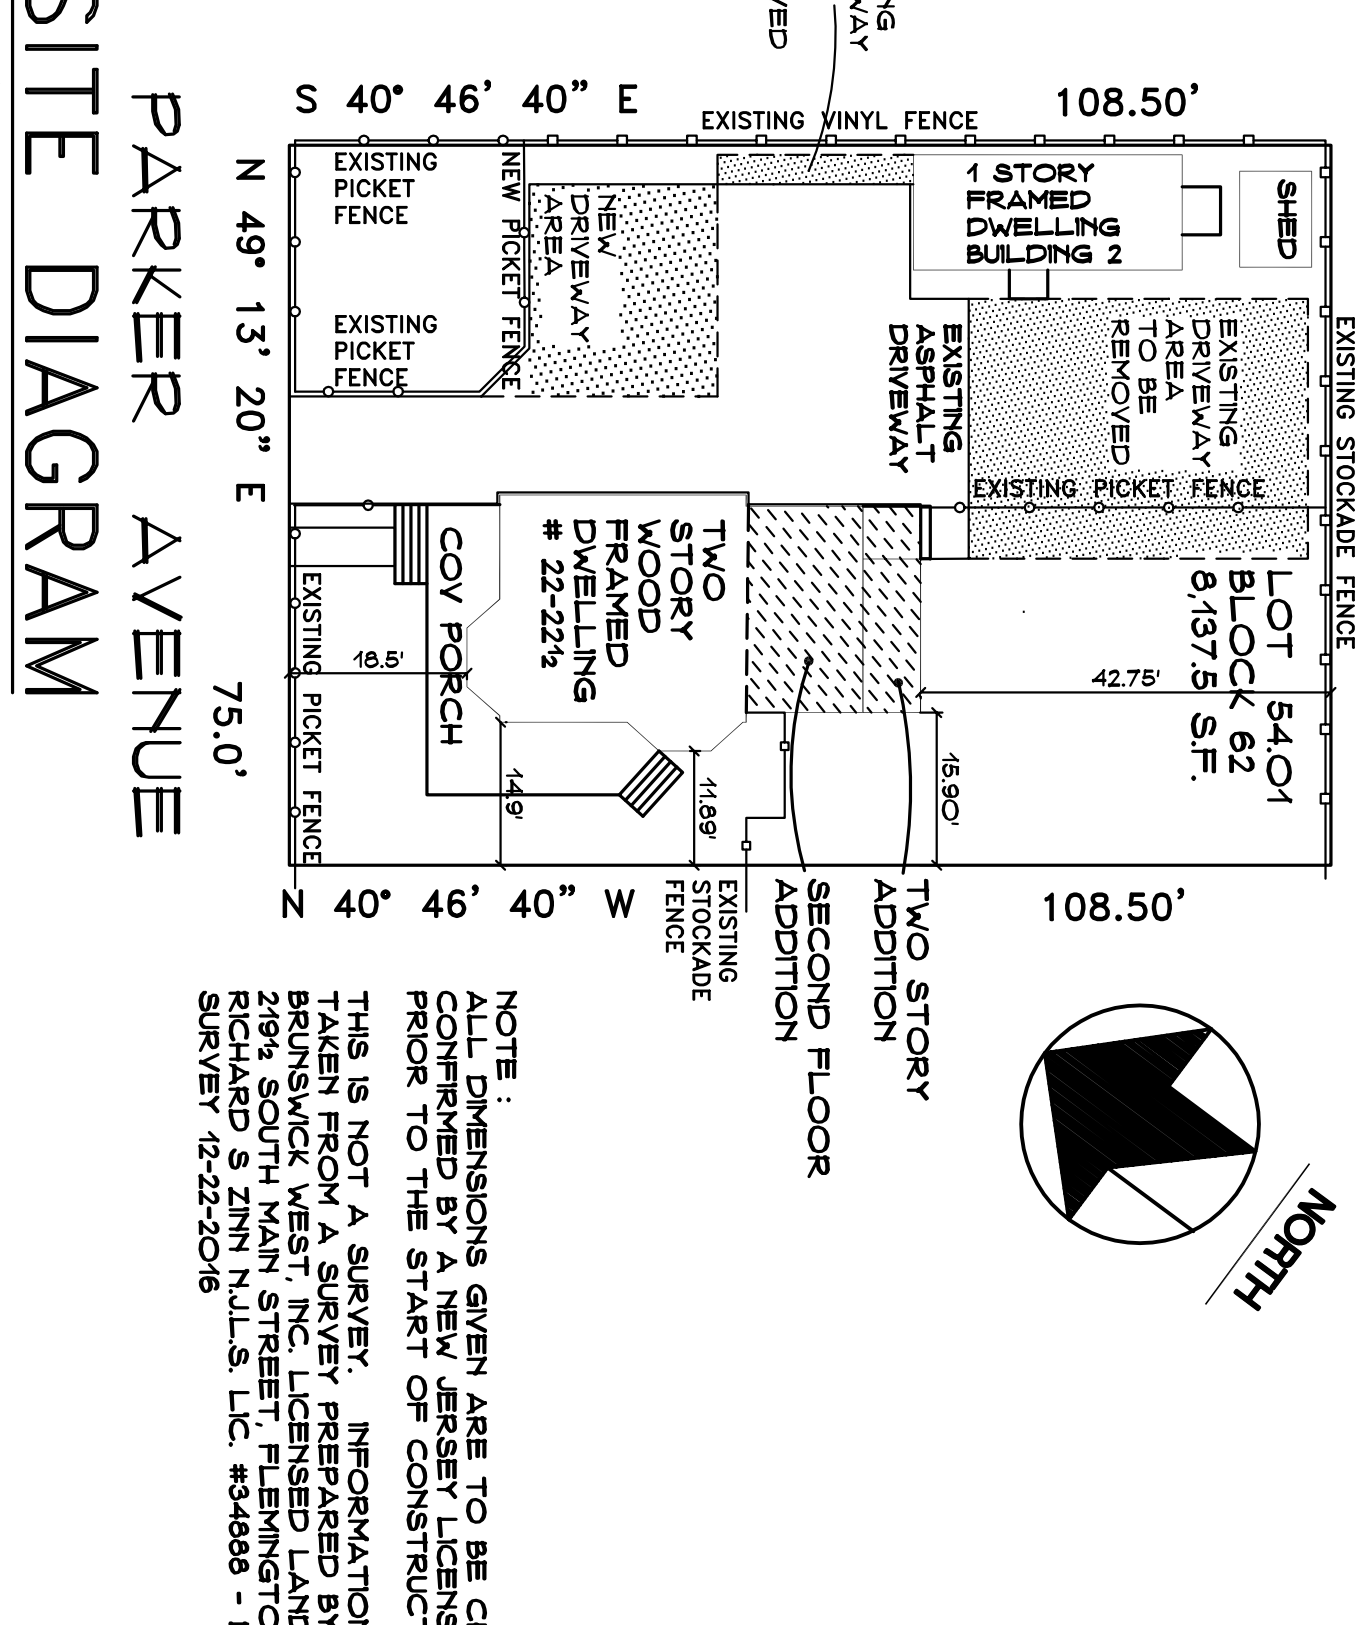 NG
WAY
VED
S 40° 46' 40" E
108.50'
EXISTING VINYL FENCE
EXISTING
PICKET
FENCE
NEW PICKET FENCE
NEW
DRIVEWAY
AREA
1 STORY
FRAMED
DWELLING
BUILDING 2
SHED
EXISTING
PICKET
FENCE
EXISTING
ASPHALT
DRIVEWAY
EXISTING
DRIVEWAY
AREA
TO BE
REMOVED
EXISTING PICKET FENCE
EXISTING STOCKADE FENCE
N 49° 13' 20" E
75.0'
PARKER AVENUE
SITE DIAGRAM
COV PORCH
TWO
STORY
WOOD
FRAMED
DWELLING
# 22-22½
LOT 54.01
BLOCK 62
8,137.5 S.F.
18.5'
42.75'
EXISTING PICKET FENCE
14.9'
11.89'
15.90'
N 40° 46' 40" W
108.50'
EXISTING
STOCKADE
FENCE
TWO STORY
ADDITION
SECOND FLOOR
ADDITION
NORTH
NOTE :
ALL DIMENSIONS GIVEN ARE TO BE
CONFIRMED BY A NEW JERSEY LICENS
PRIOR TO THE START OF CONSTRUCT
THIS IS NOT A SURVEY. INFORMATION
TAKEN FROM A SURVEY PREPARED BY
BRUNSWICK WEST, INC. LICENSED LAND
219½ SOUTH MAIN STREET, FLEMINGTO
RICHARD S ZINN N.J.L.S. LIC. #34888 -
SURVEY 12-22-2016